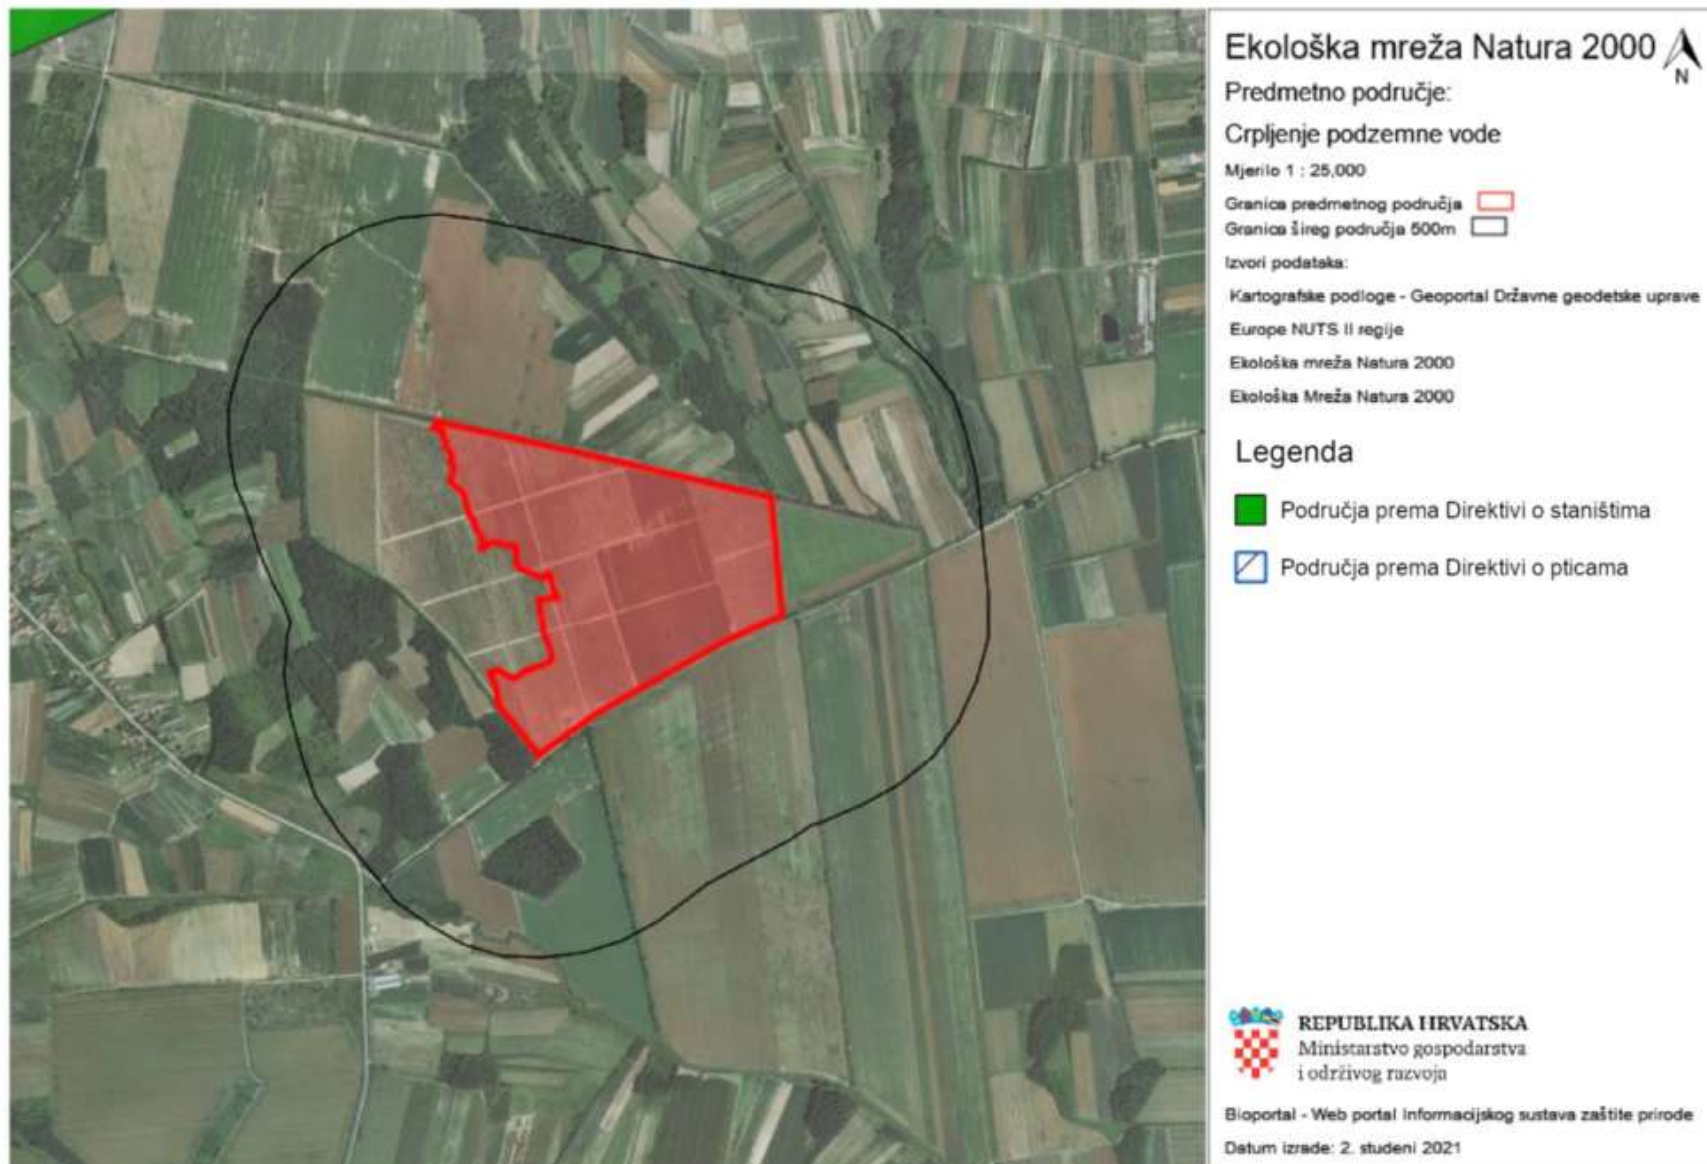 Ekološka mreža Natura 2000
N
Predmetno područje:
Crpljenje podzemne vode
Mjerilo 1 : 25,000
Granica predmetnog područja
Granica šireg područja 500m
Izvori podataka:
Kartografske podloge - Geoportal Državne geodetske uprave
Europe NUTS II regije
Ekološka mreža Natura 2000
Ekološka Mreža Natura 2000
Legenda
Područja prema Direktivi o staništima
Područja prema Direktivi o pticama
REPUBLIKA HRVATSKA
Ministarstvo gospodarstva
i održivog razvoja
Bioportal - Web portal Informacijskog sustava zaštite prirode
Datum izrade: 2. studeni 2021